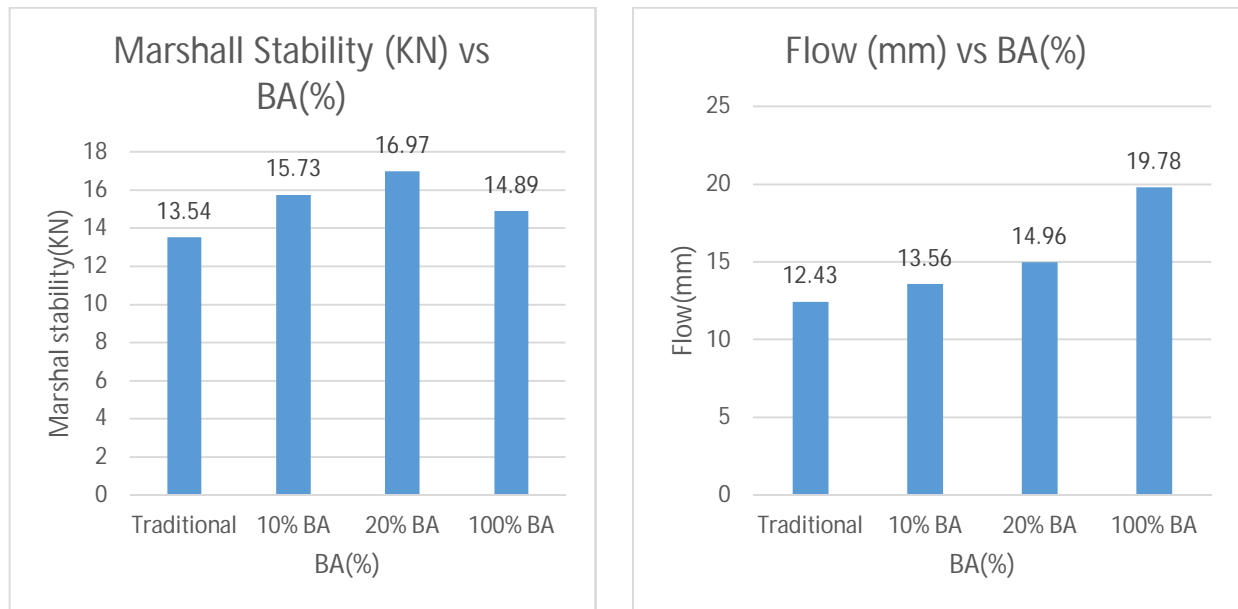 Marshall Stability (KN) vs
BA(%)
Marshal stability(KN)
18
16
14
12
10
8
6
4
2
0
13.54
15.73
16.97
14.89
Traditional
10% BA
20% BA
100% BA
BA(%)
Flow (mm) vs BA(%)
Flow(mm)
25
20
15
10
5
0
12.43
13.56
14.96
19.78
Traditional
10% BA
20% BA
100% BA
BA(%)